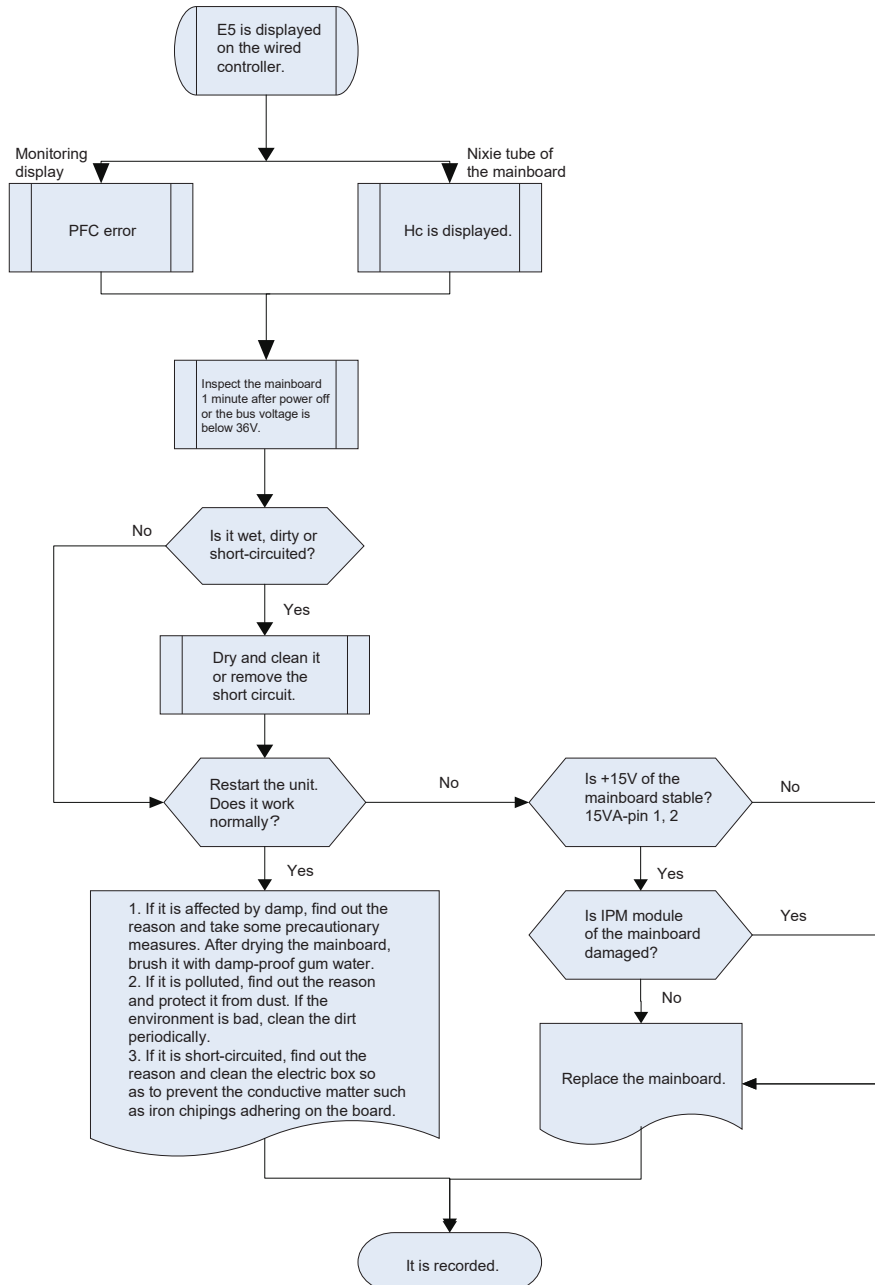 E5 is displayed
on the wired
controller.
Monitoring
display
Nixie tube of
the mainboard
PFC error
Hc is displayed.
Inspect the mainboard
1 minute after power off
or the bus voltage is
below 36V.
No
Is it wet, dirty or
short-circuited?
Yes
Dry and clean it
or remove the
short circuit.
Restart the unit.
Does it work
normally?
No
Is +15V of the
mainboard stable?
15VA-pin 1, 2
No
Yes
Yes
1. If it is affected by damp, find out the
reason and take some precautionary
measures. After drying the mainboard,
brush it with damp-proof gum water.
2. If it is polluted, find out the reason
and protect it from dust. If the
environment is bad, clean the dirt
periodically.
3. If it is short-circuited, find out the
reason and clean the electric box so
as to prevent the conductive matter such
as iron chipings adhering on the board.
Is IPM module
of the mainboard
damaged?
Yes
No
Replace the mainboard.
It is recorded.